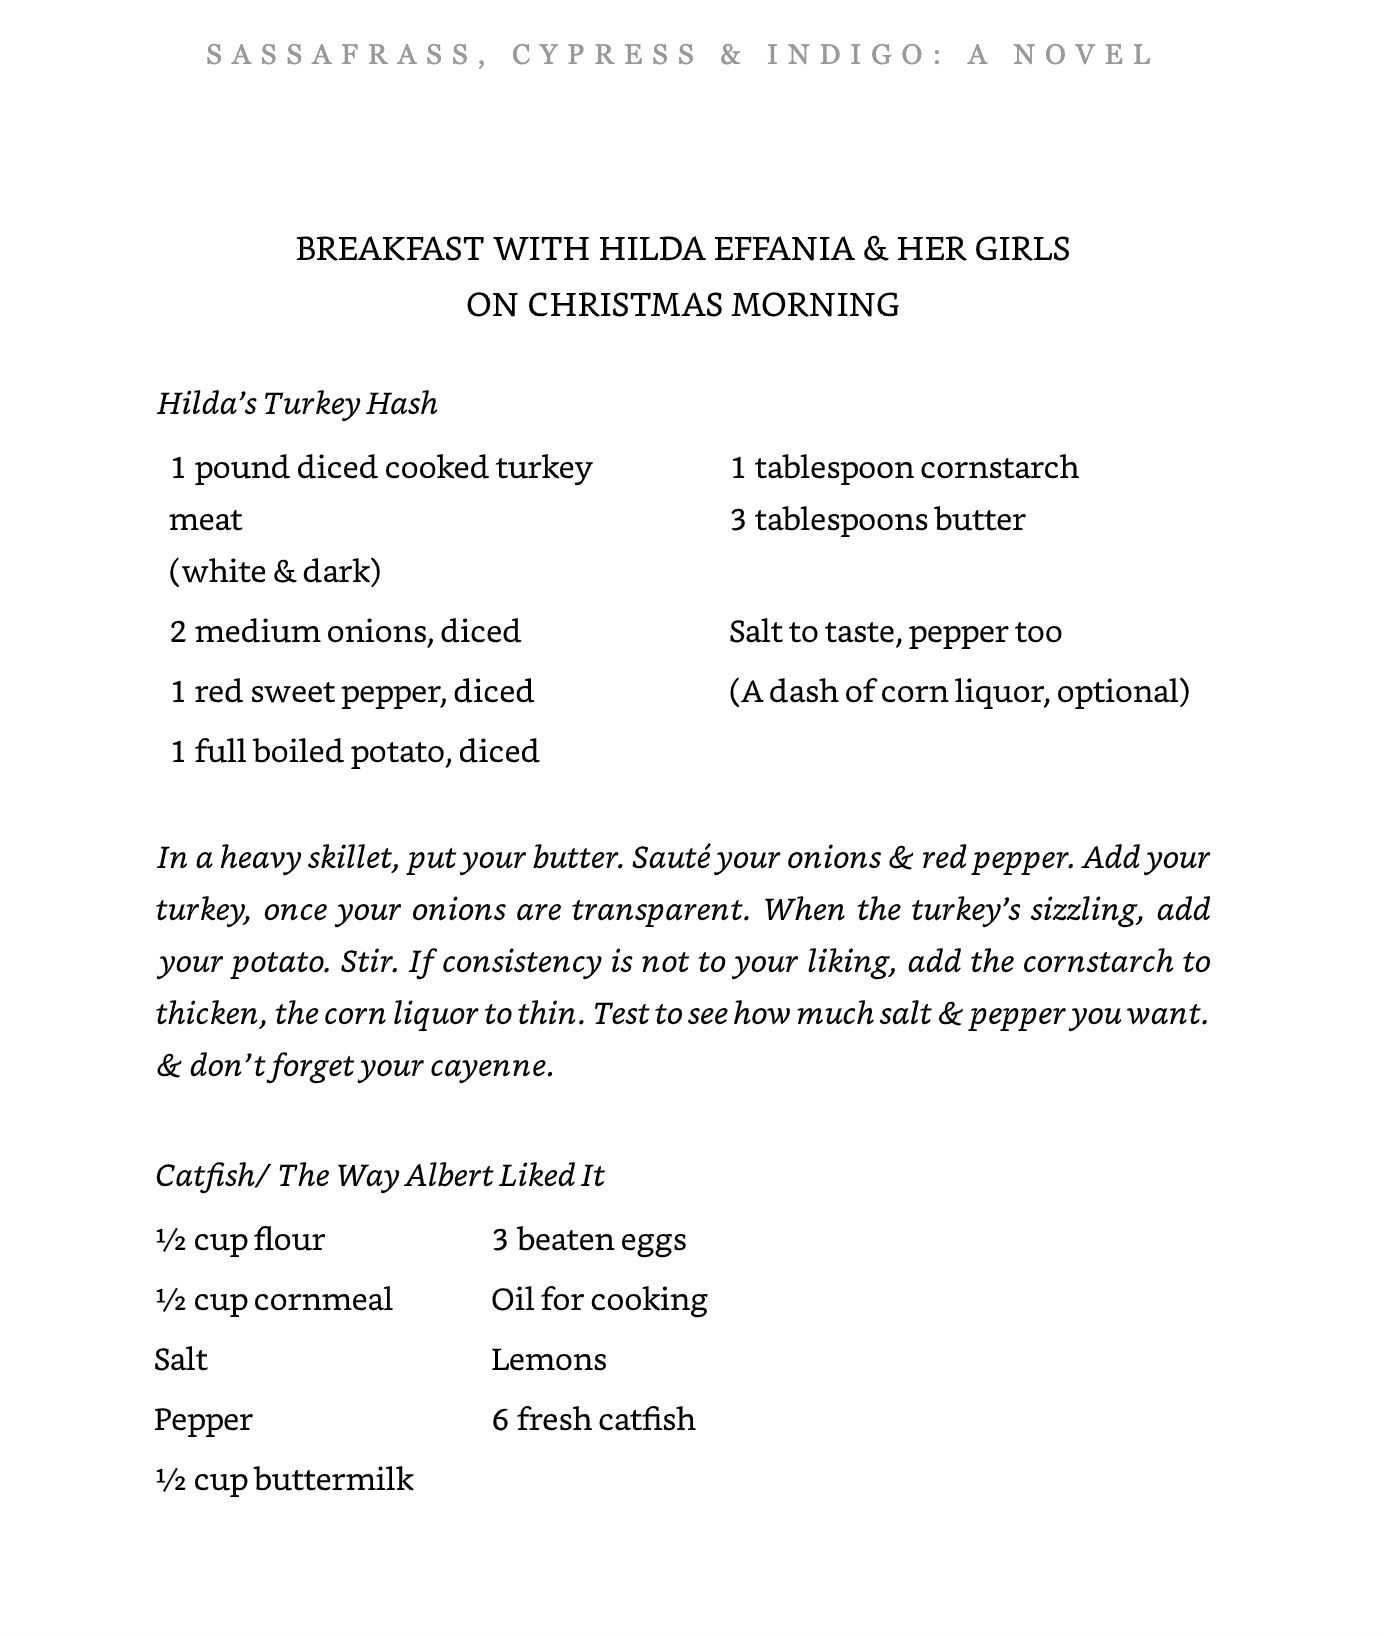 SASSAFRASS, CYPRESS & INDIGO: A NOVEL
BREAKFAST WITH HILDA EFFANIA & HER GIRLS
ON CHRISTMAS MORNING
Hilda’s Turkey Hash
1 pound diced cooked turkey
meat
(white & dark)
1 tablespoon cornstarch
3 tablespoons butter
2 medium onions, diced
Salt to taste, pepper too
1 red sweet pepper, diced
(A dash of corn liquor, optional)
1 full boiled potato, diced
In a heavy skillet, put your butter. Sauté your onions & red pepper. Add your
turkey, once your onions are transparent. When the turkey’s sizzling, add
your potato. Stir. If consistency is not to your liking, add the cornstarch to
thicken, the corn liquor to thin. Test to see how much salt & pepper you want.
& don’t forget your cayenne.
Catfish/ The Way Albert Liked It
½ cup flour
3 beaten eggs
½ cup cornmeal
Oil for cooking
Salt
Lemons
Pepper
6 fresh catfish
½ cup buttermilk